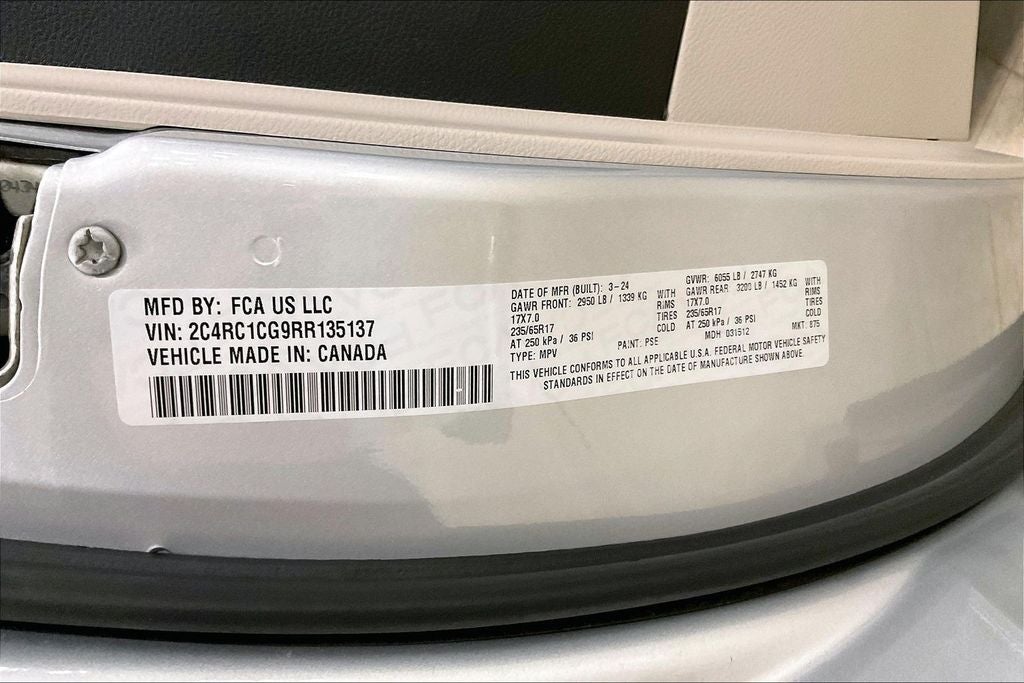 MFD BY: FCA US LLC
VIN: 2C4RC1CG9RR135137
VEHICLE MADE IN: CANADA
DATE OF MFR (BUILT): 3-24
GAWR FRONT: 2950 LB / 1339 KG WITH
17X7.0 RIMS
235/65R17 TIRES
AT 250 kPa / 36 PSI COLD
TYPE: MPV PAINT: PSE
GVWR: 6055 LB / 2747 KG
GAWR REAR 3200 LB / 1452 KG WITH
17X7.0 RIMS
235/65R17 TIRES
AT 250 kPa / 36 PSI COLD
MDH 031512 MKT: 875
THIS VEHICLE CONFORMS TO ALL APPLICABLE U.S.A. FEDERAL MOTOR VEHICLE SAFETY
STANDARDS IN EFFECT ON THE DATE OF MANUFACTURE SHOWN ABOVE.